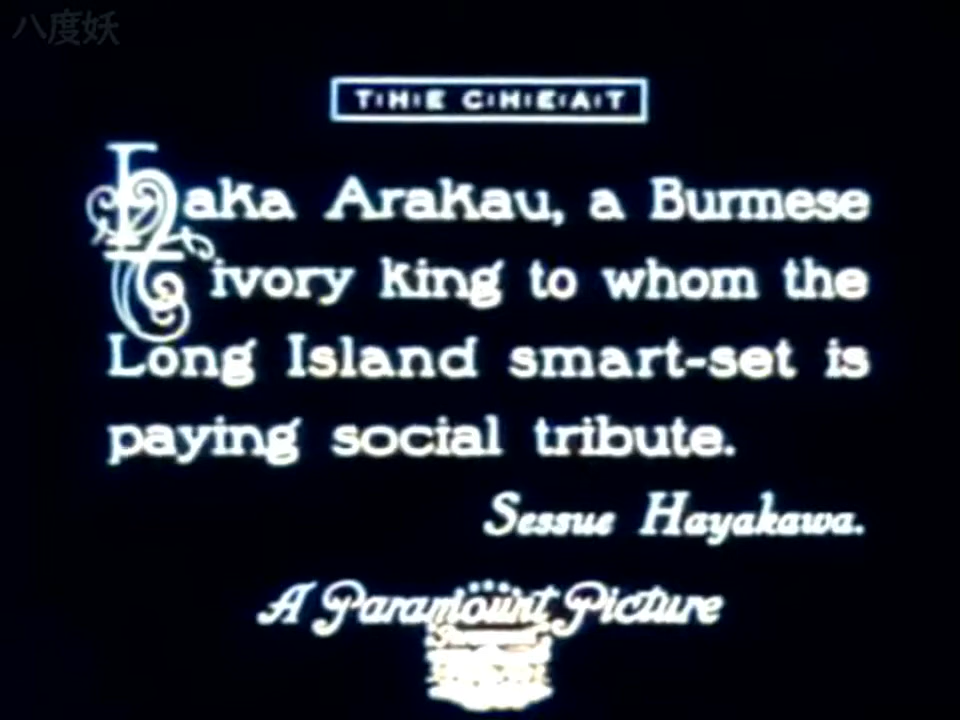 八度妖
THE CHEAT
Haka Arakau, a Burmese
ivory king to whom the
Long Island smart-set is
paying social tribute.
Sessue Hayakawa.
A Paramount Picture